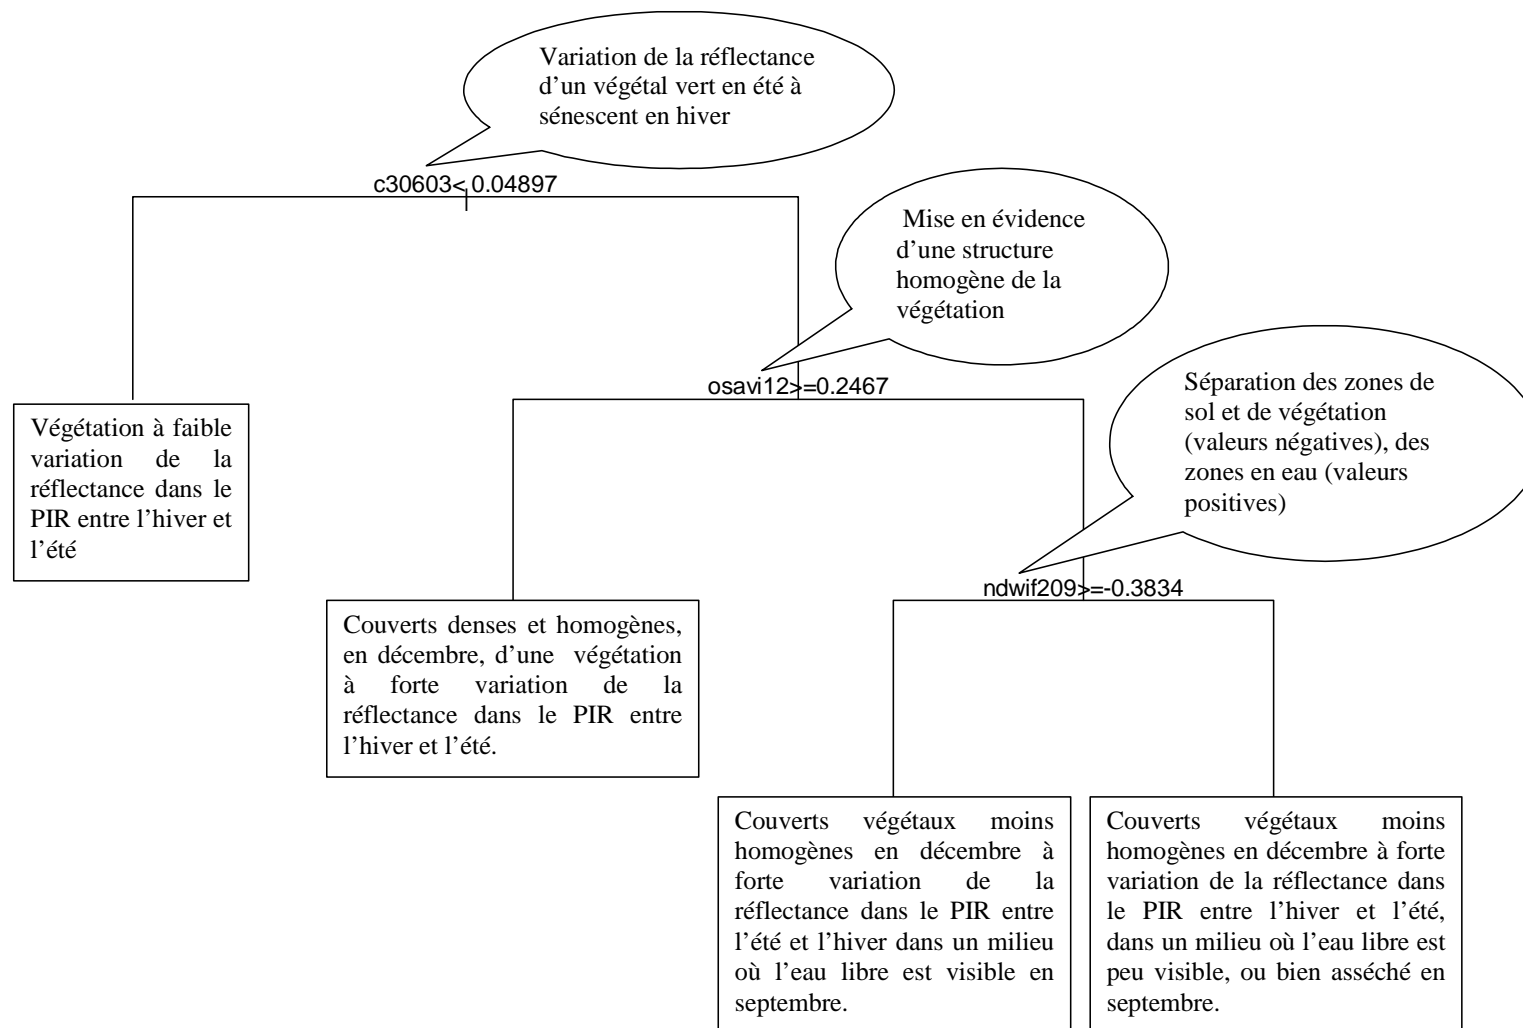 Variation de la réflectance
d’un végétal vert en été à
sénescent en hiver
c30603< 0.04897
Mise en évidence
d’une structure
homogène de la
végétation
osavi12>=0.2467
Séparation des zones de
sol et de végétation
(valeurs négatives), des
zones en eau (valeurs
positives)
Végétation à faible
variation de la
réflectance dans le
PIR entre l’hiver et
l’été
ndwif209>=-0.3834
Couverts denses et homogènes,
en décembre, d’une végétation
à forte variation de la
réflectance dans le PIR entre
l’hiver et l’été.
Couverts végétaux moins
homogènes en décembre à
forte variation de la
réflectance dans le PIR entre
l’été et l’hiver dans un milieu
où l’eau libre est visible en
septembre.
Couverts végétaux moins
homogènes en décembre à forte
variation de la réflectance dans
le PIR entre l’hiver et l’été,
dans un milieu où l’eau libre est
peu visible, ou bien asséché en
septembre.